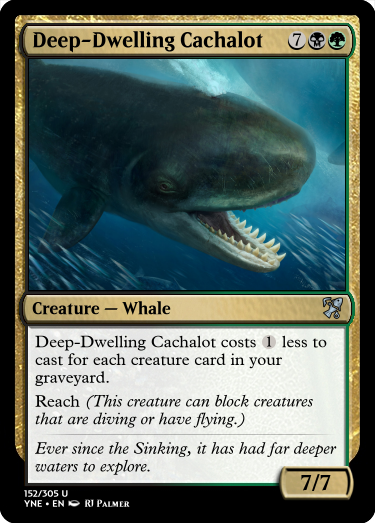 Deep-Dwelling Cachalot 7
Creature — Whale
Deep-Dwelling Cachalot costs 1 less to
cast for each creature card in your
graveyard.
Reach (This creature can block creatures
that are diving or have flying.)
Ever since the Sinking, it has had far deeper
waters to explore.
7/7
152/305 U
YNE • EN RJ PALMER